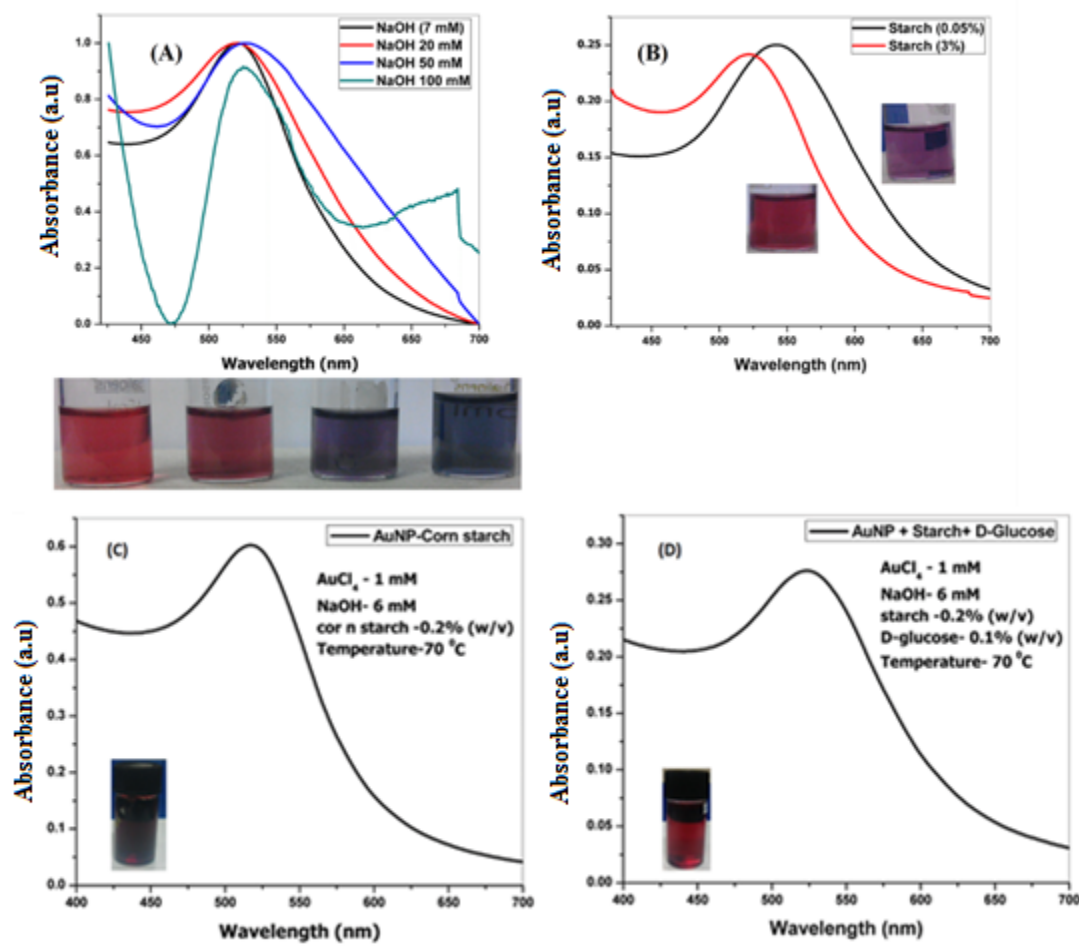 (A)
NaOH (7 mM)
NaOH 20 mM
NaOH 50 mM
NaOH 100 mM
1.0
0.8
0.6
0.4
0.2
0.0
Absorbance (a.u)
450 500 550 600 650 700
Wavelength (nm)
(B)
Starch (0.05%)
Starch (3%)
0.25
0.20
0.15
0.10
0.05
0.00
Absorbance (a.u)
450 500 550 600 650 700
Wavelength (nm)
(C)
AuNP-Corn starch
AuCl4 - 1 mM
NaOH- 6 mM
cor n starch -0.2% (w/v)
Temperature-70 ⁰C
0.6
0.5
0.4
0.3
0.2
0.1
0.0
Absorbance (a.u)
400 450 500 550 600 650 700
Wavelength (nm)
(D)
AuNP + Starch+ D-Glucose
AuCl4 - 1 mM
NaOH- 6 mM
starch -0.2% (w/v)
D-glucose- 0.1% (w/v)
Temperature- 70 ⁰C
0.30
0.25
0.20
0.15
0.10
0.05
0.00
Absorbance (a.u)
400 450 500 550 600 650 700
Wavelength (nm)